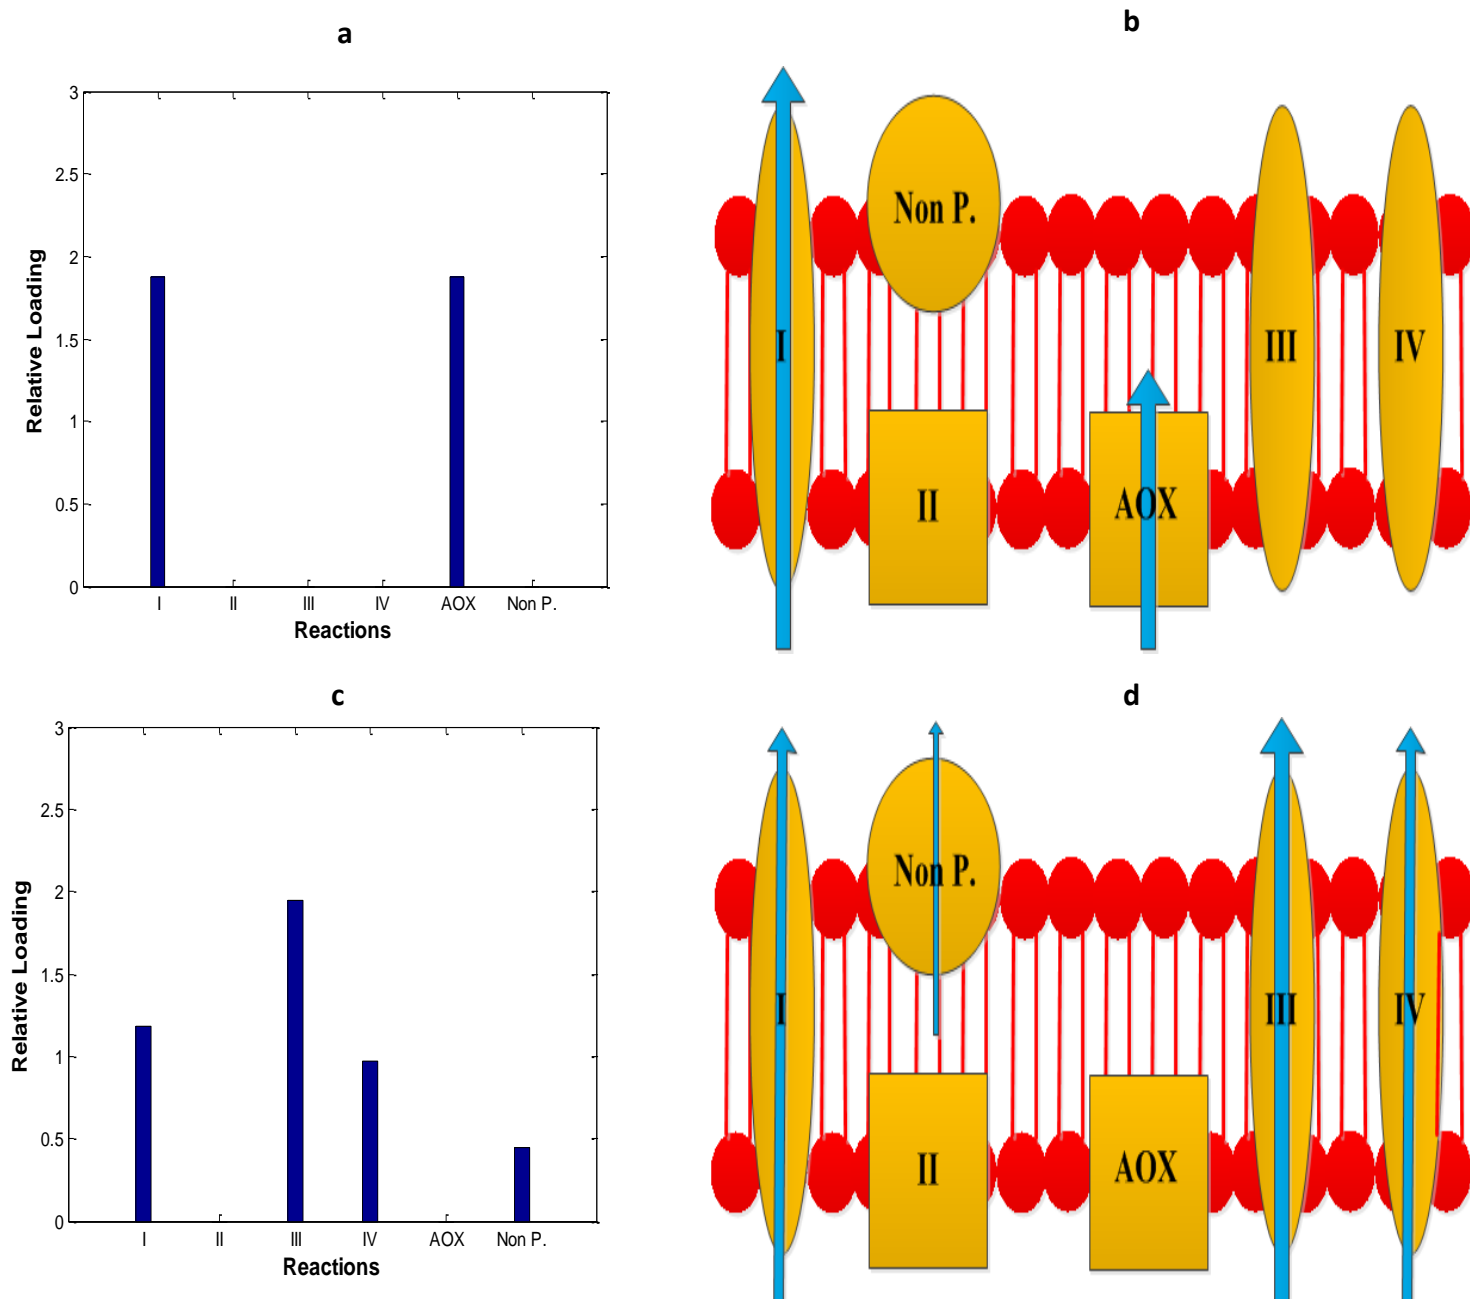 a
3
2.5
2
1.5
1
0.5
0
Relative Loading
I II III IV AOX Non P.
Reactions
b
Non P.
I
III
IV
II
AOX
c
3
2.5
2
1.5
1
0.5
0
Relative Loading
I II III IV AOX Non P.
Reactions
d
Non P.
I
III
IV
II
AOX